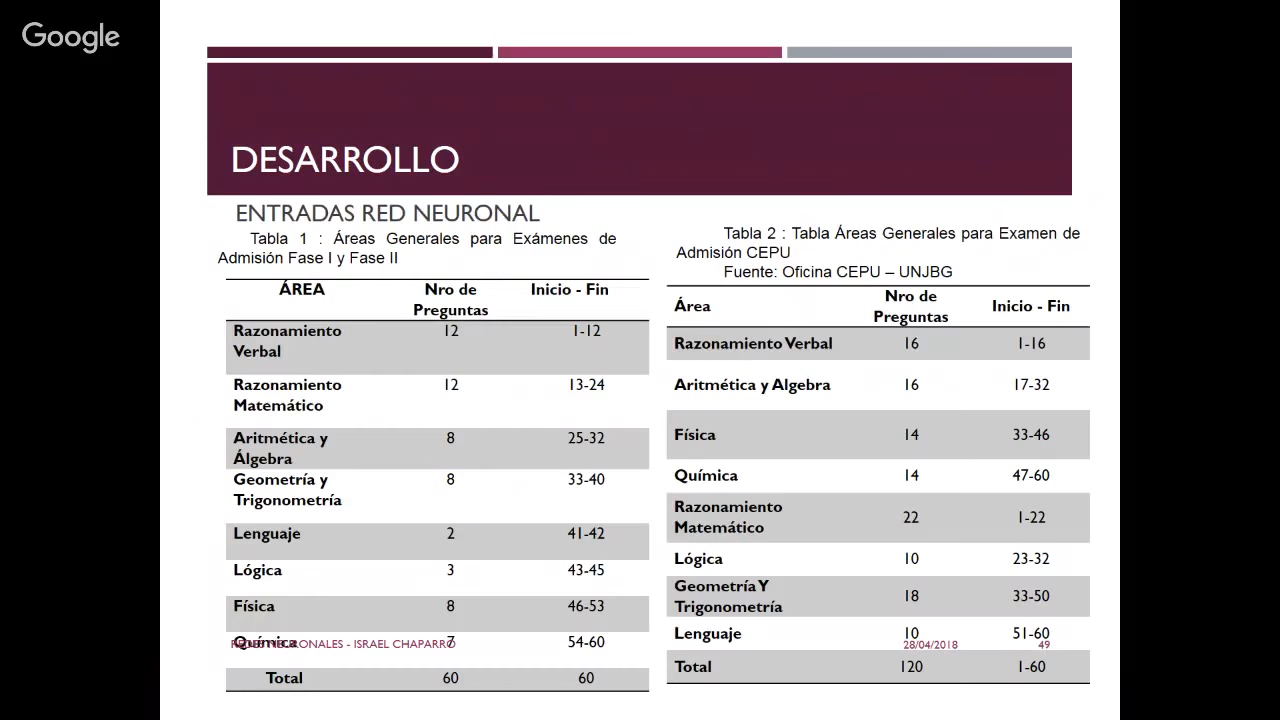 Google
DESARROLLO
ENTRADAS RED NEURONAL
Tabla 1 : Áreas Generales para Exámenes de
Admisión Fase I y Fase II
ÁREA Nro de Preguntas Inicio - Fin
Razonamiento Verbal 12 1-12
Razonamiento Matemático 12 13-24
Aritmética y Álgebra 8 25-32
Geometría y Trigonometría 8 33-40
Lenguaje 2 41-42
Lógica 3 43-45
Física 8 46-53
Química 7 54-60
Total 60 60
Tabla 2 : Tabla Áreas Generales para Examen de
Admisión CEPU
Fuente: Oficina CEPU – UNJBG
Área Nro de Preguntas Inicio - Fin
Razonamiento Verbal 16 1-16
Aritmética y Algebra 16 17-32
Física 14 33-46
Química 14 47-60
Razonamiento Matemático 22 1-22
Lógica 10 23-32
Geometría Y Trigonometría 18 33-50
Lenguaje 10 51-60
Total 120 1-60
REDES NEURONALES - ISRAEL CHAPARRO
28/04/2018
49